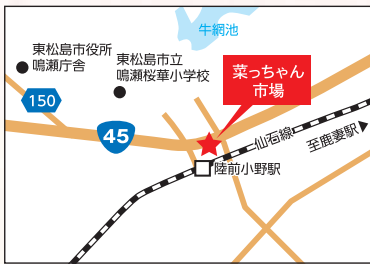 牛網池
東松島市役所
鳴瀬庁舎
東松島市立
鳴瀬桜華小学校
菜っちゃん
市場
150
45
仙石線
至鹿妻駅
陸前小野駅